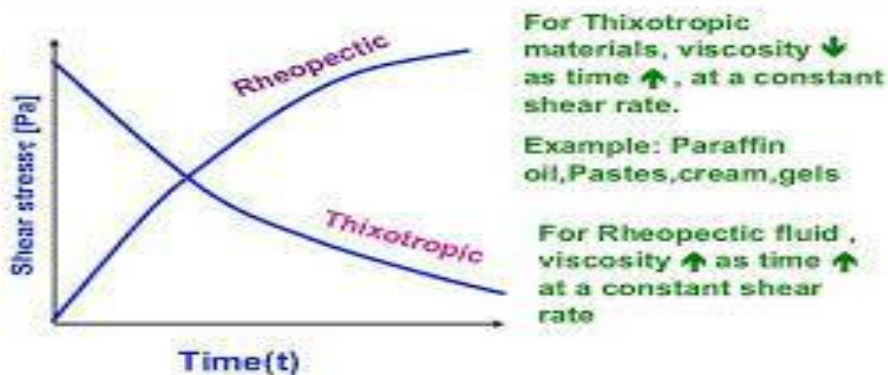 For Thixotropic
materials, viscosity ↓
as time ↑, at a constant
shear rate.
Example: Paraffin
oil,Pastes,cream,gels
For Rheopectic fluid ,
viscosity ↑ as time ↑
at a constant shear
rate
Shear stressτ [Pa]
Rheopectic
Thixotropic
Time(t)